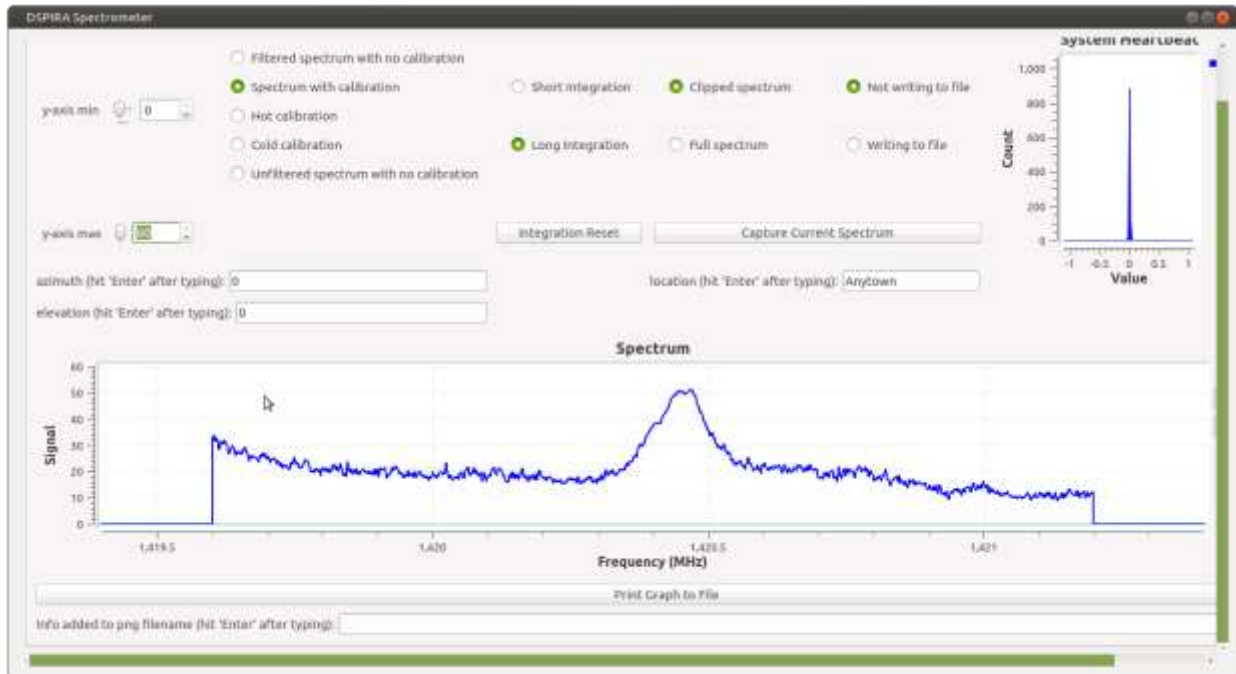 DSPIRA Spectrometer
System Heartbeat
Filtered spectrum with no calibration
Spectrum with calibration
Short Integration
Clipped spectrum
Not writing to file
y-axis min
0
Hot calibration
Cold calibration
Long Integration
Full spectrum
Writing to file
Unfiltered spectrum with no calibration
1,000
800
600
400
200
0
Count
-1 -0.5 0 0.5 1
Value
y-axis max
Integration Reset
Capture Current Spectrum
azimuth (hit 'Enter' after typing): 0
location (hit 'Enter' after typing): Anytown
elevation (hit 'Enter' after typing): 0
Spectrum
60
50
40
30
20
10
0
Signal
1,419.5 1,420 1,420.5 1,421
Frequency (MHz)
Print Graph to File
Info added to png filename (hit 'Enter' after typing):